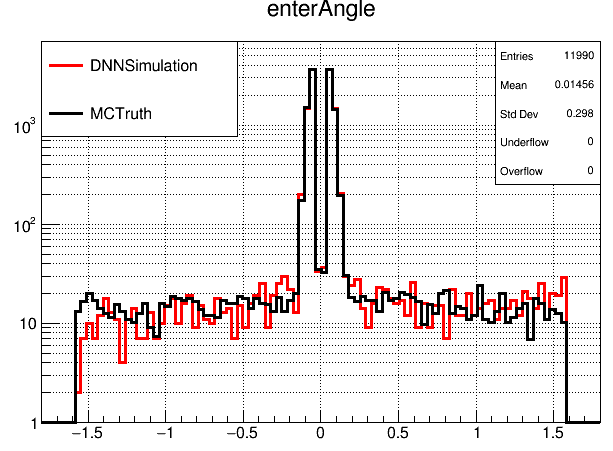 enterAngle
DNNSimulation
MCTruth
Entries 11990
Mean 0.01456
Std Dev 0.298
Underflow 0
Overflow 0
10³
10²
10
1
−1.5 −1 −0.5 0 0.5 1 1.5